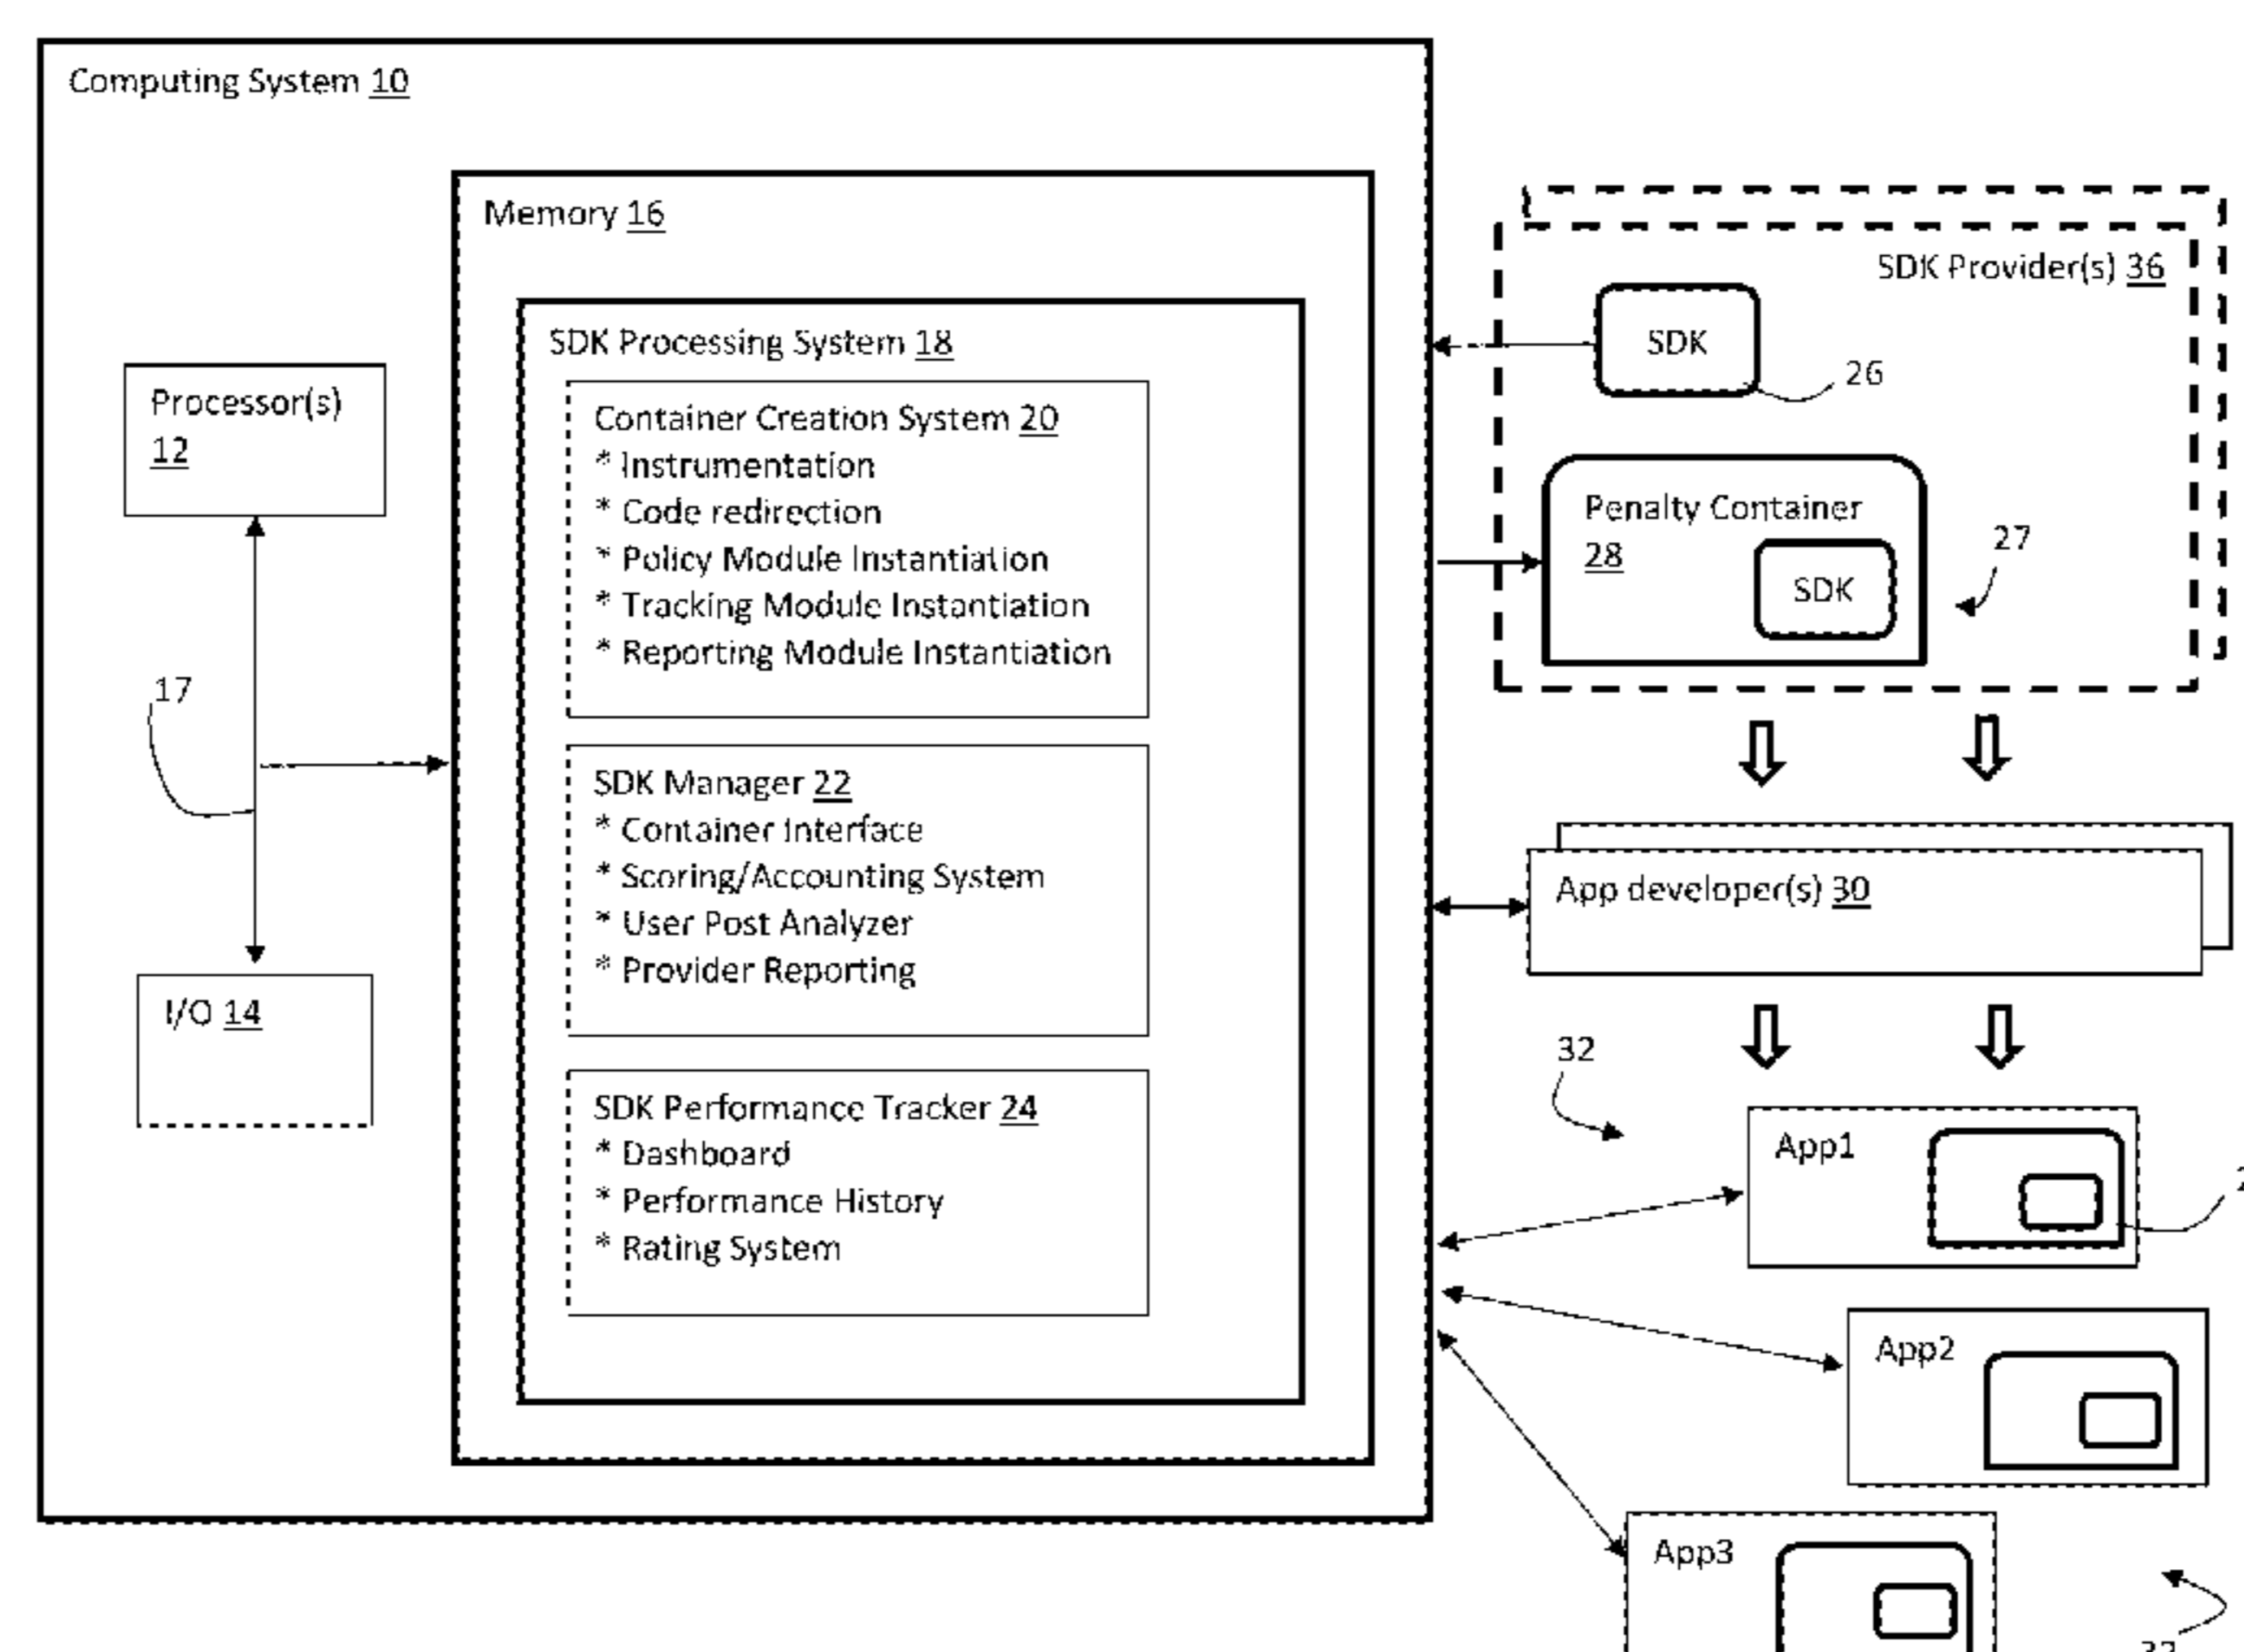 Computing System 10
Memory 16
SDK Processing System 18
Processor(s)
12
17
I/O 14
Container Creation System 20
* Instrumentation
* Code redirection
* Policy Module Instantiation
* Tracking Module Instantiation
* Reporting Module Instantiation
SDK Manager 22
* Container Interface
* Scoring/Accounting System
* User Post Analyzer
* Provider Reporting
SDK Performance Tracker 24
* Dashboard
* Performance History
* Rating System
SDK Provider(s) 36
SDK
26
Penalty Container
28
SDK
27
App developer(s) 30
32
App1
App2
App3